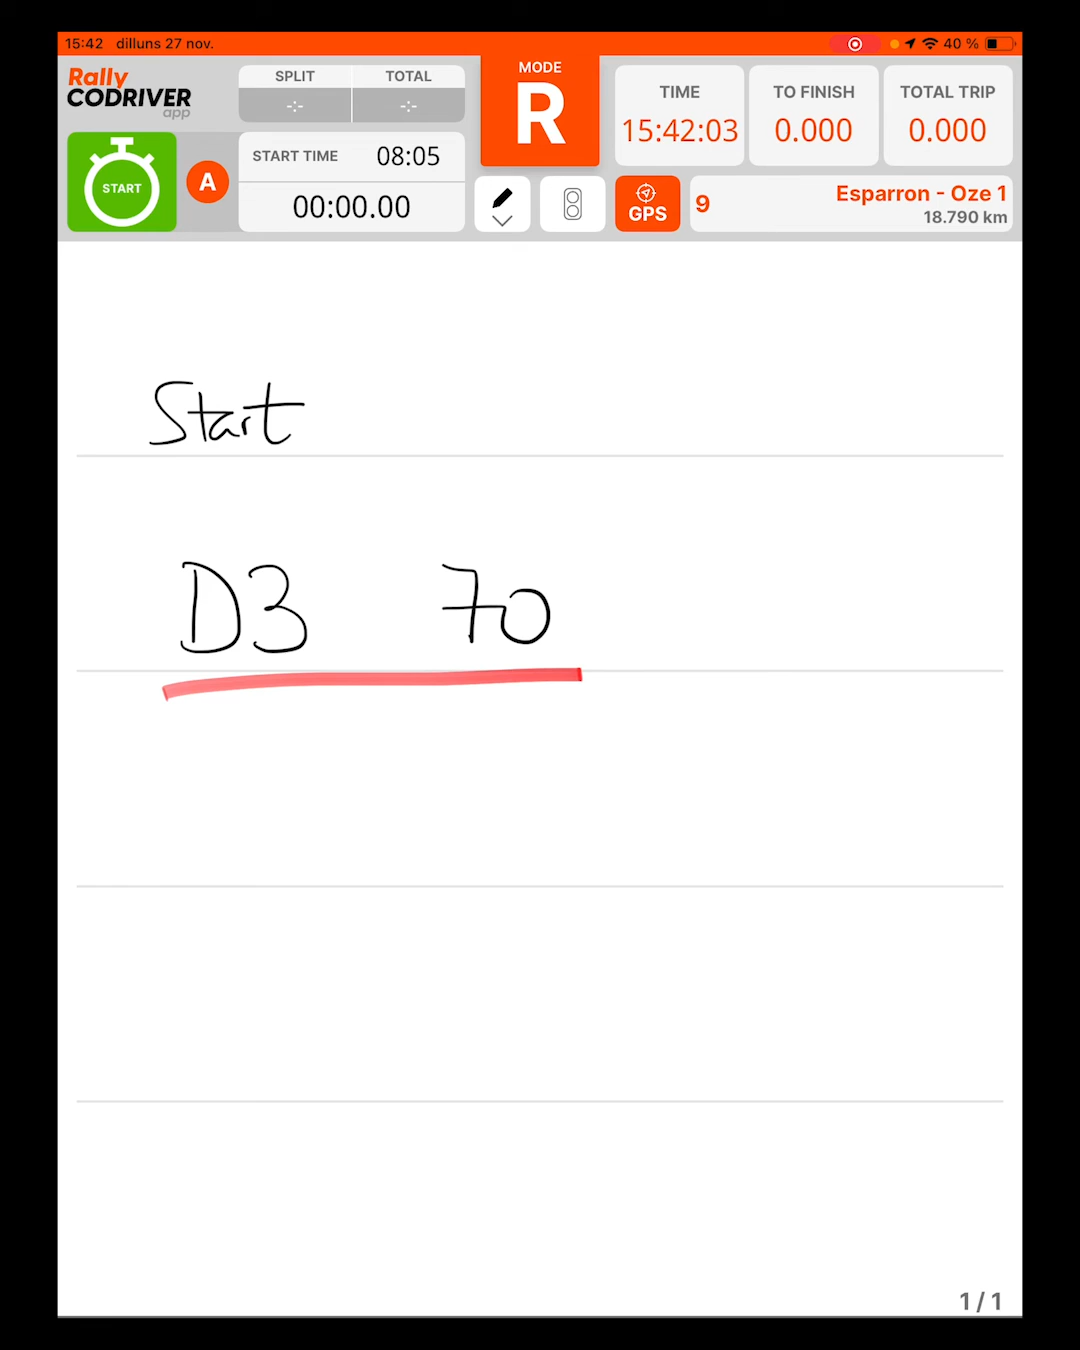 15:42 dilluns 27 nov. 40 %
Rally
CODRIVER
app
SPLIT TOTAL
-:- -:-
MODE
R
TIME
15:42:03
TO FINISH
0.000
TOTAL TRIP
0.000
START
A
START TIME 08:05
00:00.00
GPS
9
Esparron - Oze 1
18.790 km
Start
D3 70
1 / 1